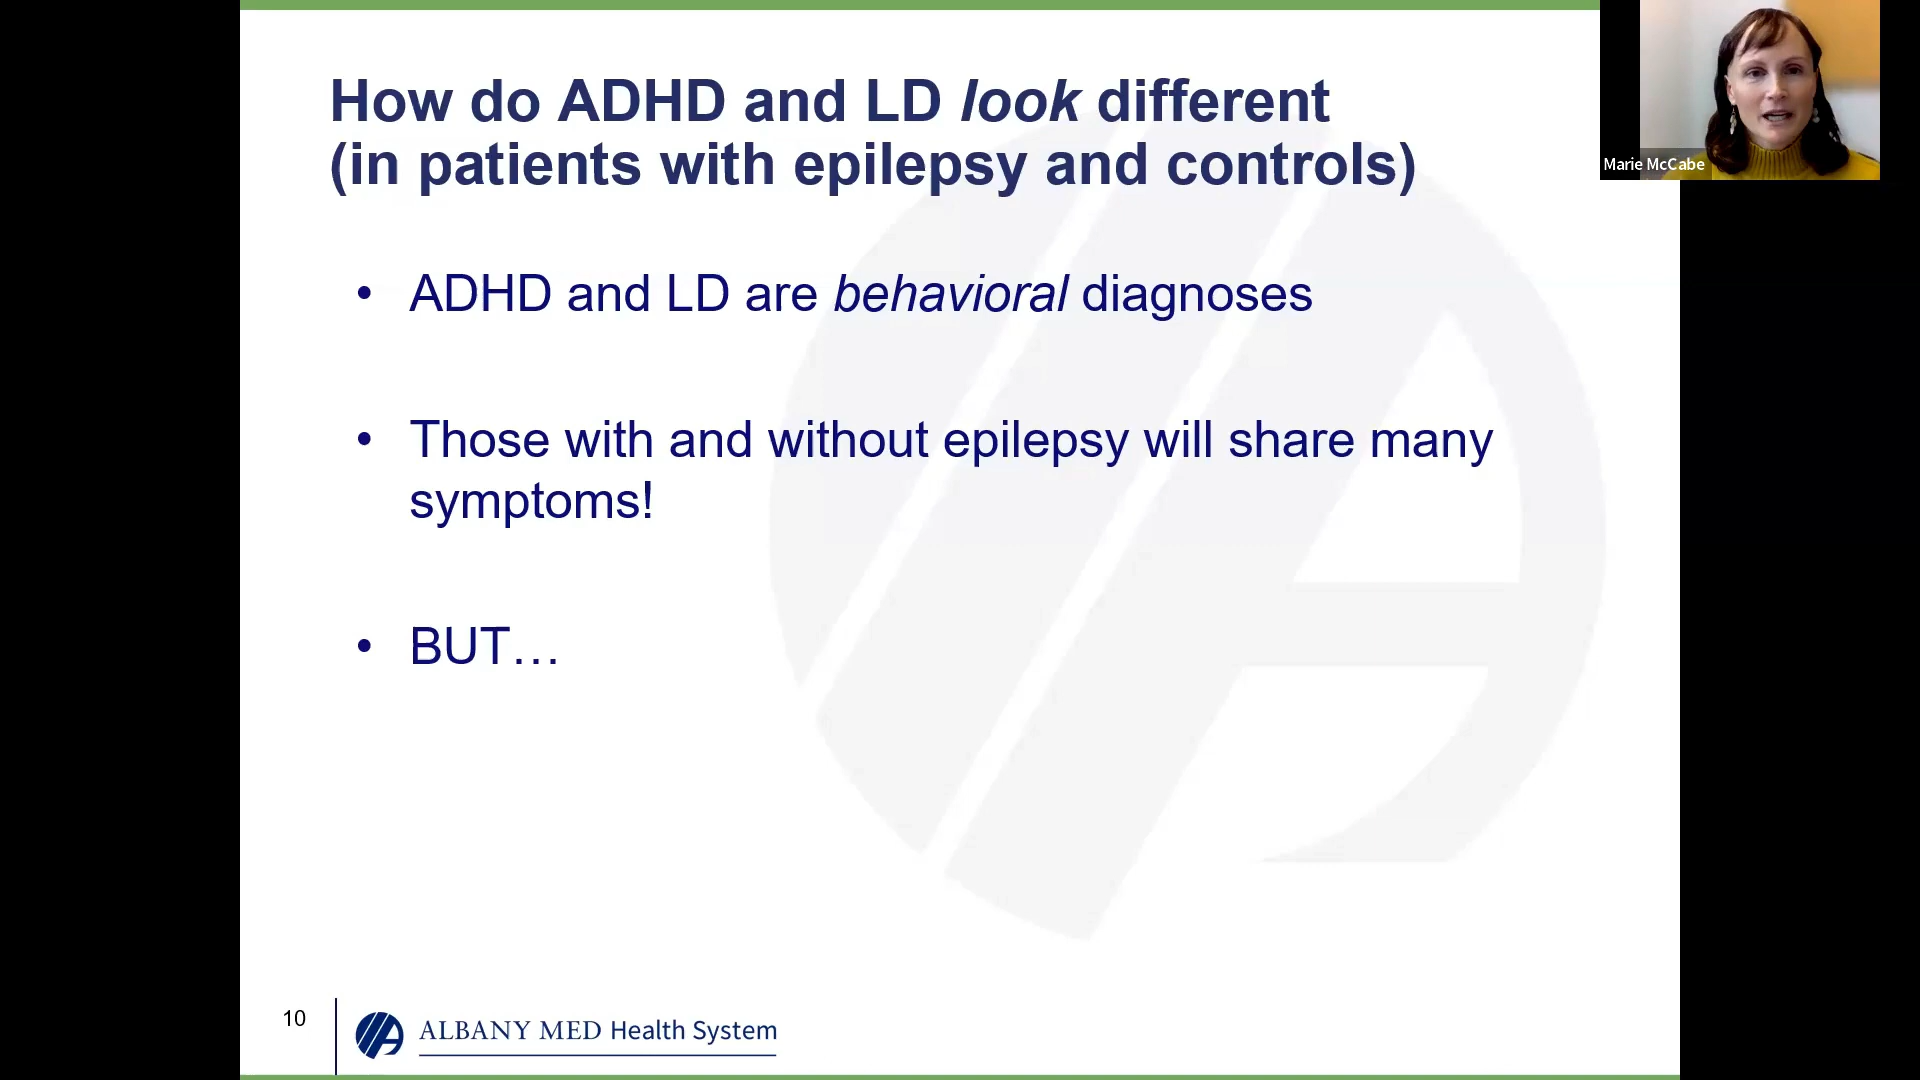 How do ADHD and LD look different
(in patients with epilepsy and controls)
Marie McCabe
• ADHD and LD are behavioral diagnoses
• Those with and without epilepsy will share many
symptoms!
• BUT…
10
ALBANY MED Health System